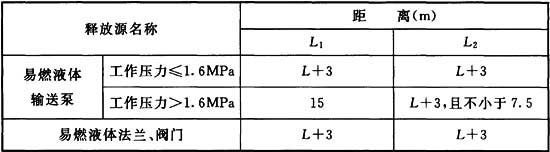 释放源名称
距 离(m)
L₁
L₂
易燃液体
输送泵
工作压力≤1.6MPa
L+3
L+3
工作压力>1.6MPa
15
L+3,且不小于7.5
易燃液体法兰、阀门
L+3
L+3